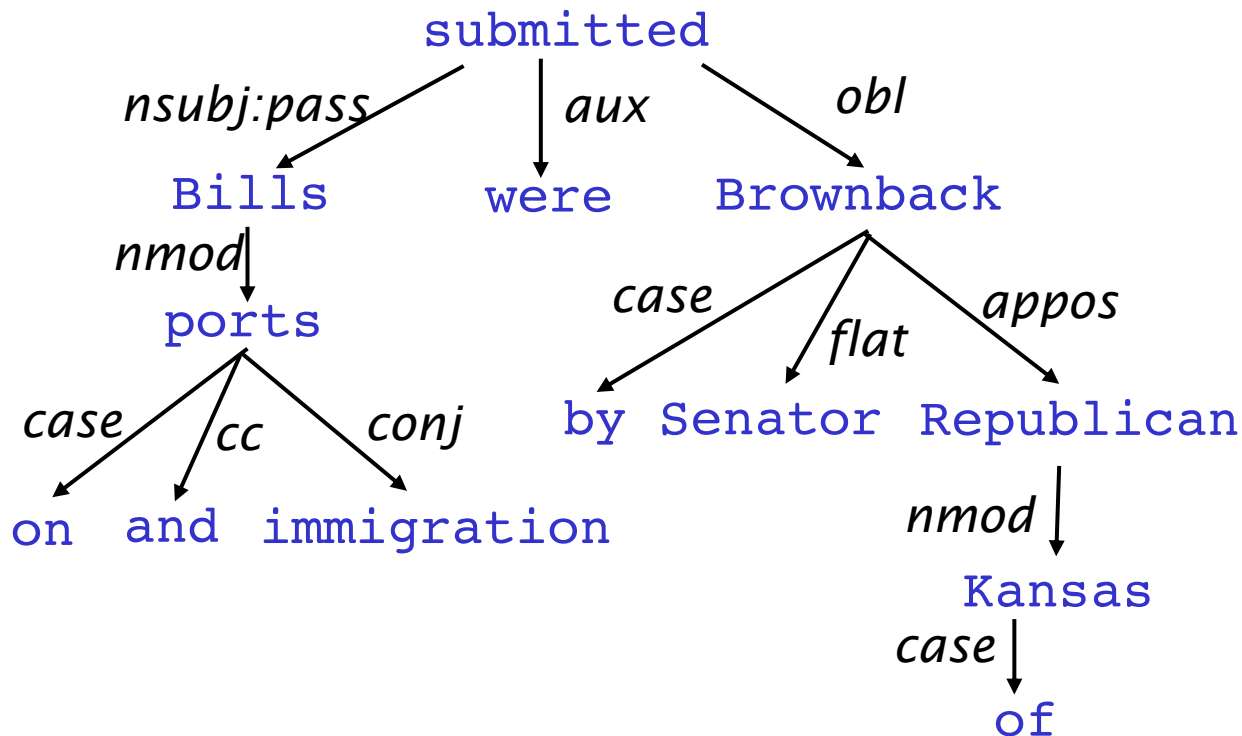 submitted
nsubj:pass aux obl
Bills were Brownback
nmod
ports
case flat appos
case cc conj
by Senator Republican
on and immigration
nmod
Kansas
case
of